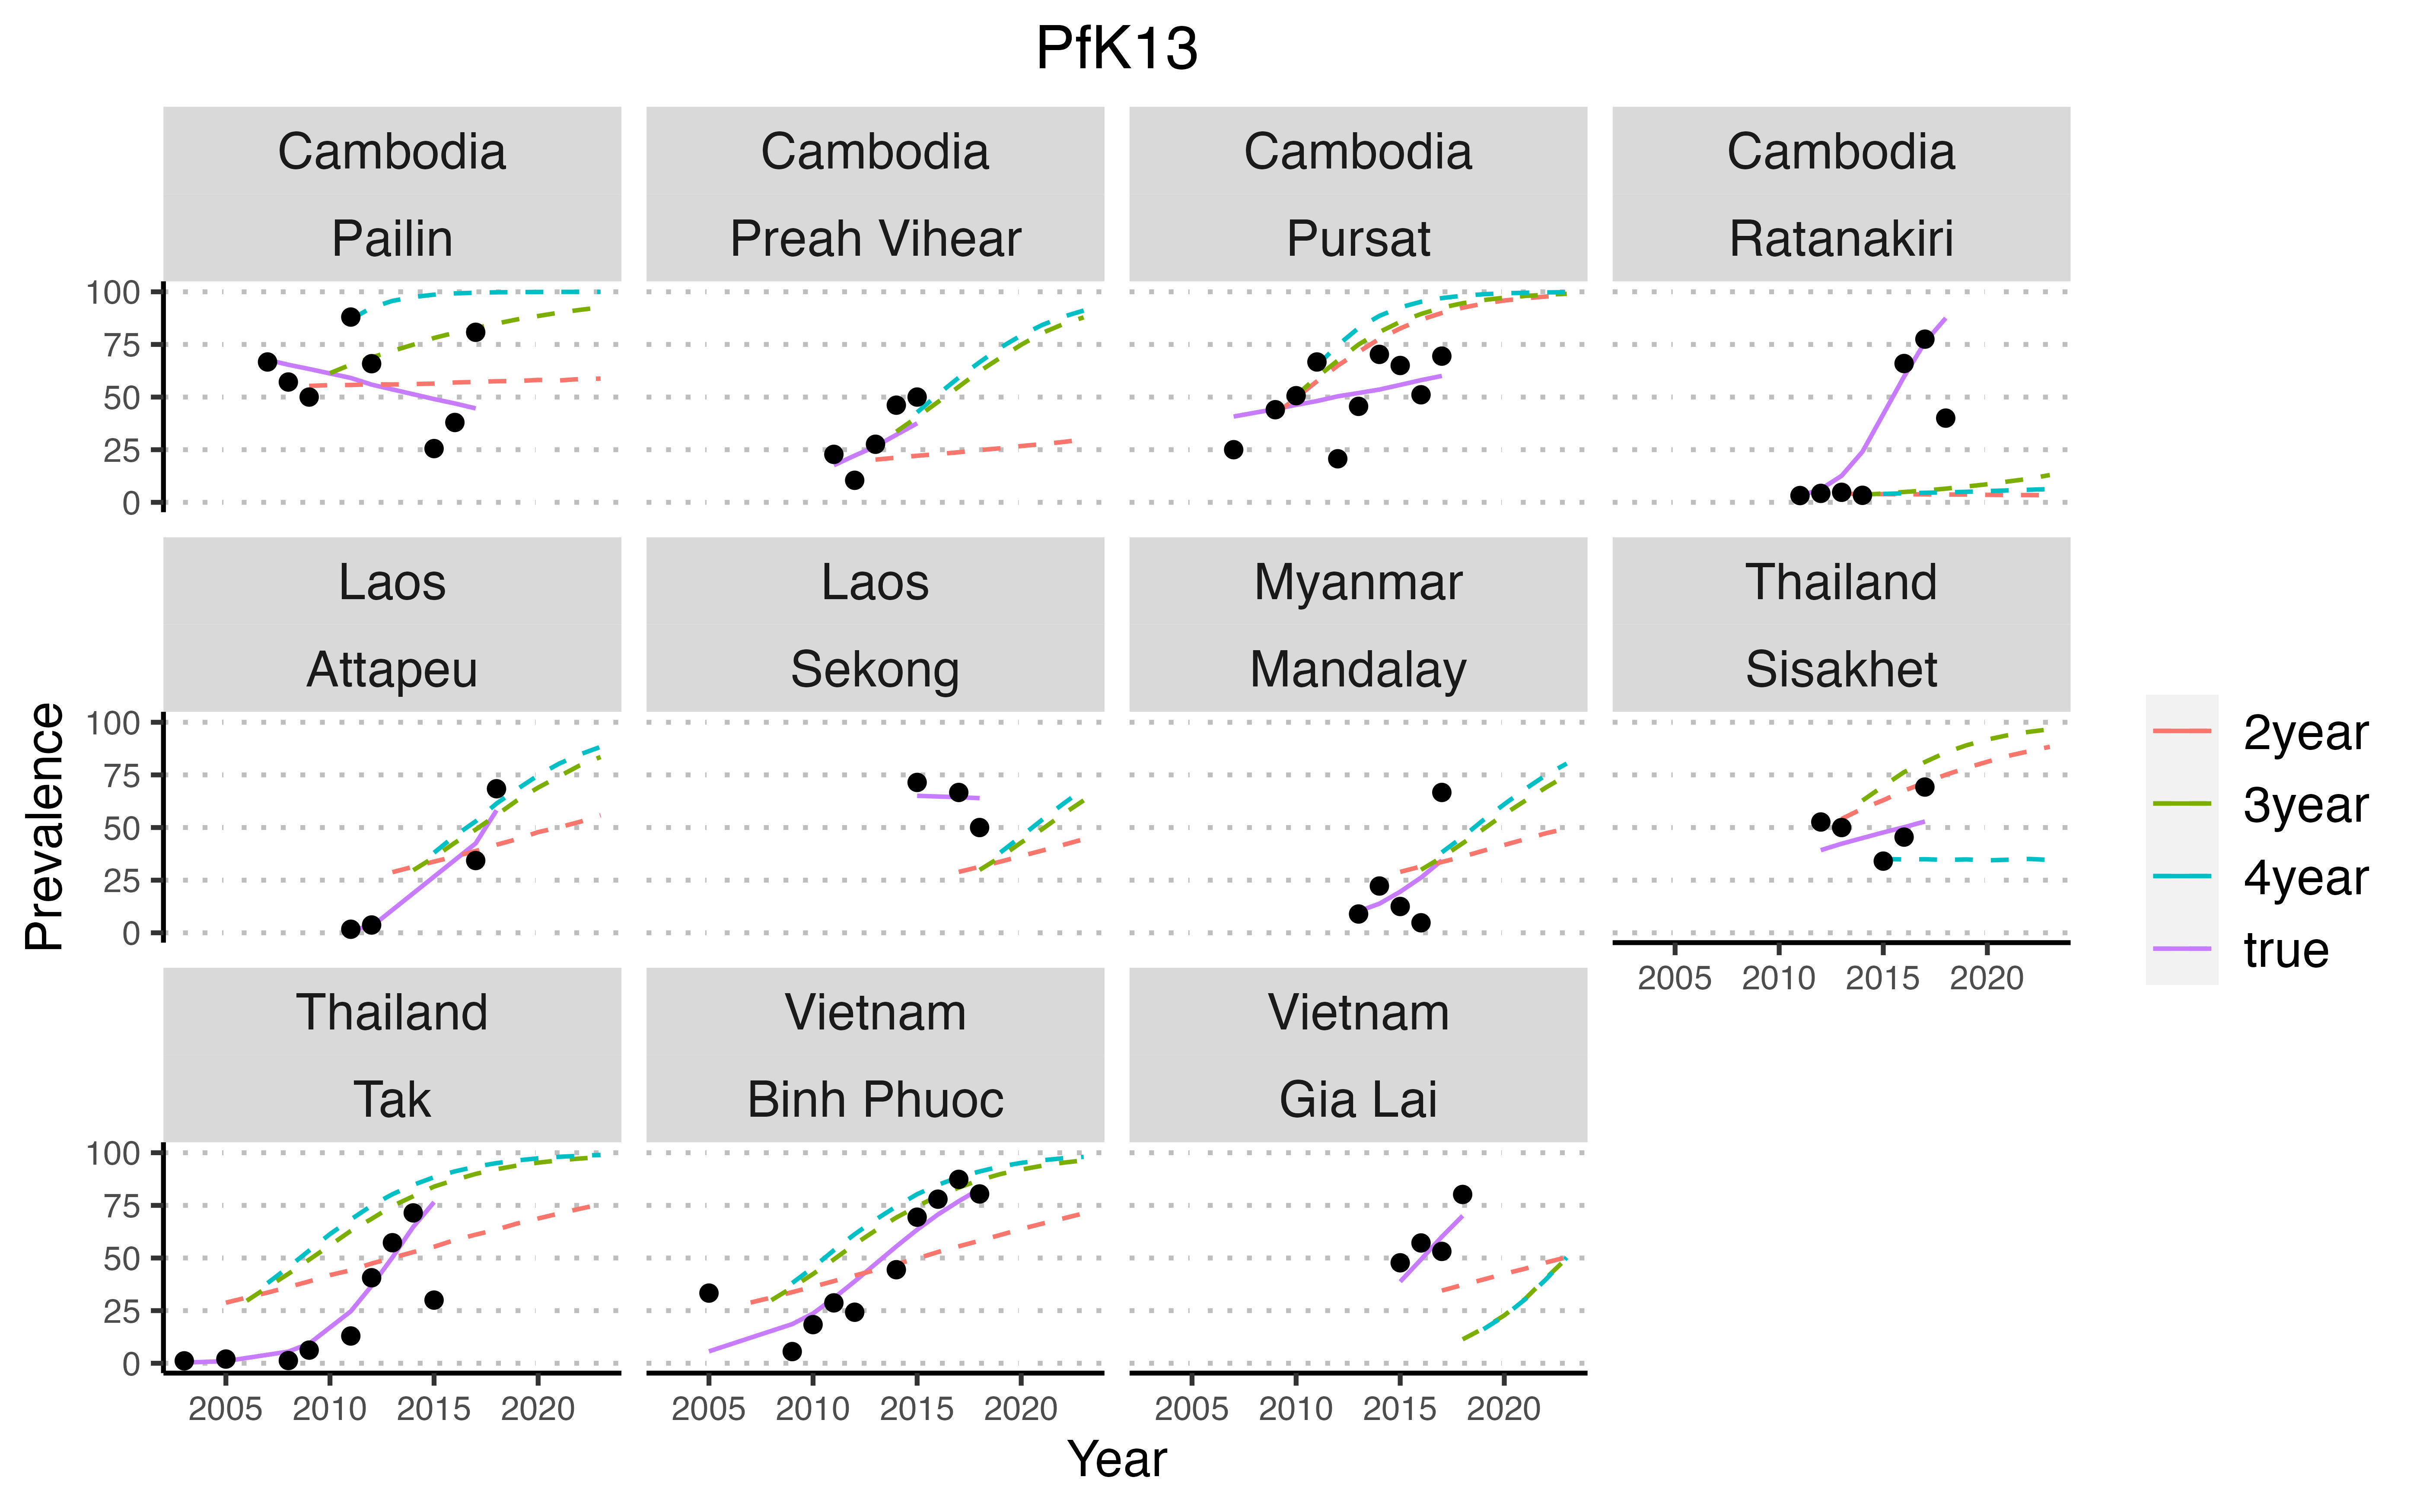 PfK13
Cambodia
Pailin
Cambodia
Preah Vihear
Cambodia
Pursat
Cambodia
Ratanakiri
100
75
50
25
0
Laos
Attapeu
Laos
Sekong
Myanmar
Mandalay
Thailand
Sisakhet
100
75
50
25
0
2005 2010 2015 2020
Thailand
Tak
Vietnam
Binh Phuoc
Vietnam
Gia Lai
100
75
50
25
0
2005 2010 2015 2020
2005 2010 2015 2020
2005 2010 2015 2020
Year
Prevalence
2year
3year
4year
true